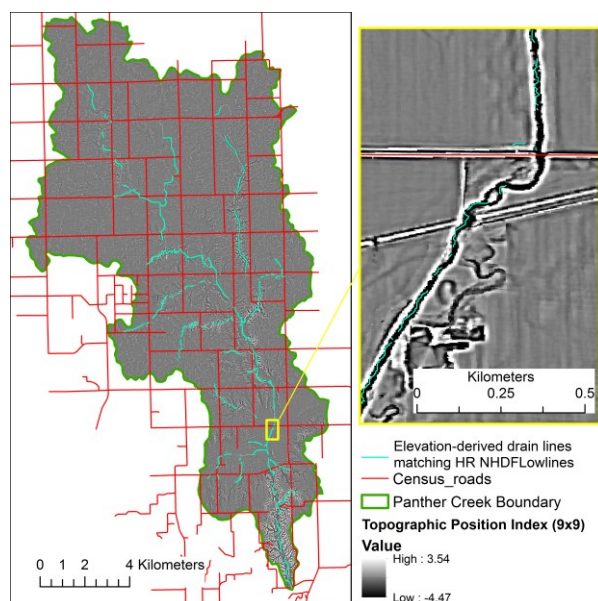 0 1 2 4 Kilometers
Kilometers
0 0.25 0.5
Elevation-derived drain lines
matching HR NHDFLowlines
Census_roads
Panther Creek Boundary
Topographic Position Index (9x9)
Value
High : 3.54
Low : -4.47